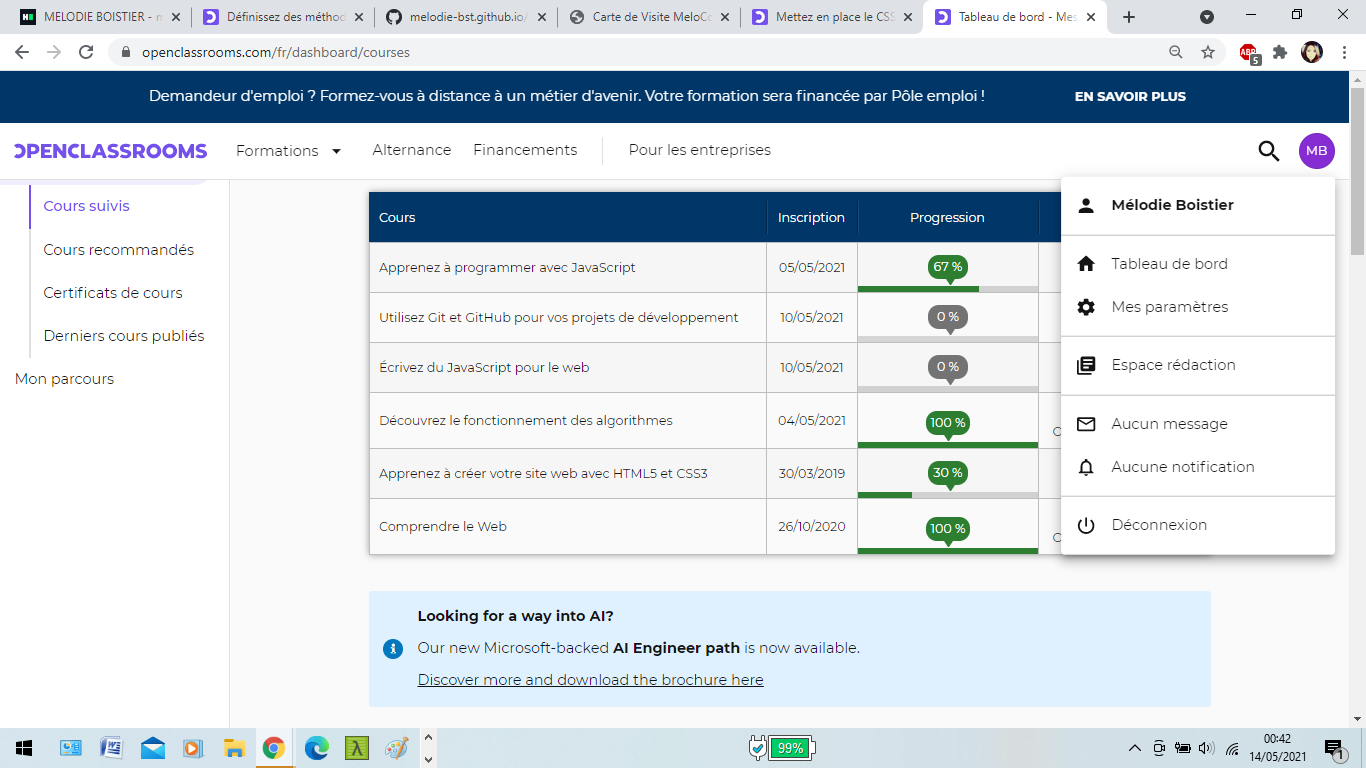 MELODIE BOISTIER - m
Définissez des méthod
melodie-bst.github.io/
Carte de Visite MeloCo
Mettez en place le CSS
Tableau de bord - Mes
openclassrooms.com/fr/dashboard/courses
ABP
5
Demandeur d'emploi ? Formez-vous à distance à un métier d'avenir. Votre formation sera financée par Pôle emploi !
EN SAVOIR PLUS
OPENCLASSROOMS
Formations
Alternance
Financements
Pour les entreprises
MB
Cours suivis
Cours recommandés
Certificats de cours
Derniers cours publiés
Mon parcours
Cours Inscription Progression
Apprenez à programmer avec JavaScript 05/05/2021 67 %
Utilisez Git et GitHub pour vos projets de développement 10/05/2021 0 %
Écrivez du JavaScript pour le web 10/05/2021 0 %
Découvrez le fonctionnement des algorithmes 04/05/2021 100 %
Apprenez à créer votre site web avec HTML5 et CSS3 30/03/2019 30 %
Comprendre le Web 26/10/2020 100 %
Mélodie Boistier
Tableau de bord
Mes paramètres
Espace rédaction
Aucun message
Aucune notification
Déconnexion
Looking for a way into AI?
Our new Microsoft-backed AI Engineer path is now available.
Discover more and download the brochure here
99%
00:42
14/05/2021
1